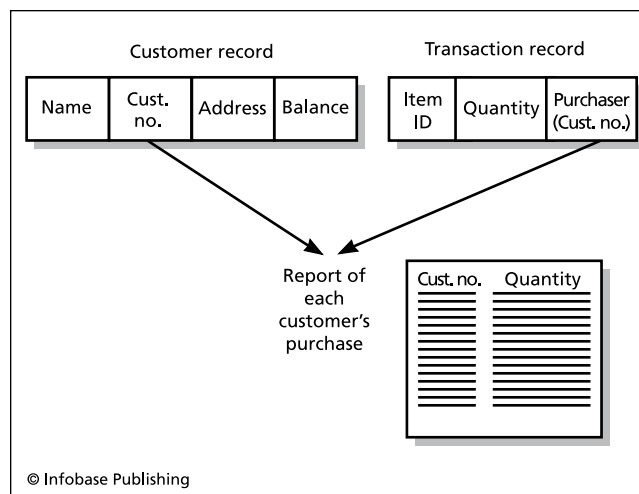 Customer record
Transaction record
Name
Cust.
no.
Address
Balance
Item
ID
Quantity
Purchaser
(Cust. no.)
Report of
each
customer's
purchase
Cust. no.
Quantity
© Infobase Publishing